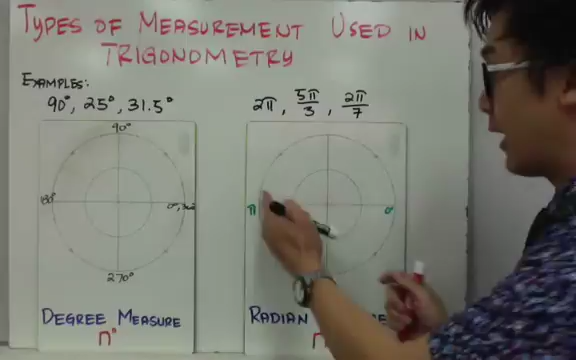 TYPES OF MEASUREMENT USED IN
TRIGONOMETRY
EXAMPLES:
90°, 25°, 31.5°
2π, 5π/3, 2π/7
90°
180°
270°
π
0°
DEGREE MEASURE
n°
RADIAN
n